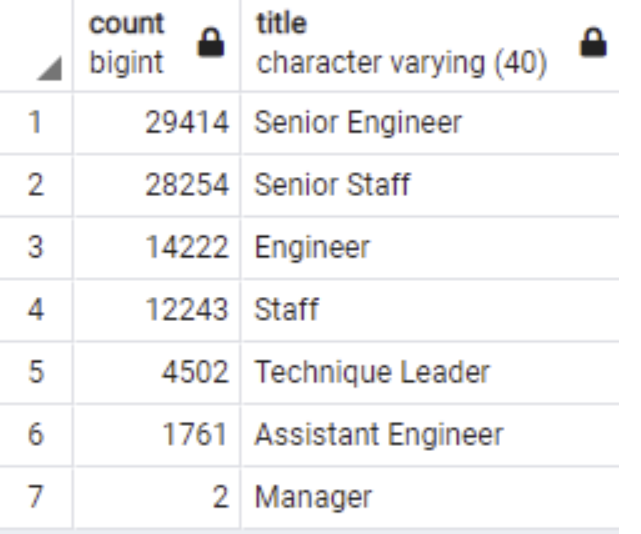 count title
bigint character varying (40)
1 29414 Senior Engineer
2 28254 Senior Staff
3 14222 Engineer
4 12243 Staff
5 4502 Technique Leader
6 1761 Assistant Engineer
7 2 Manager